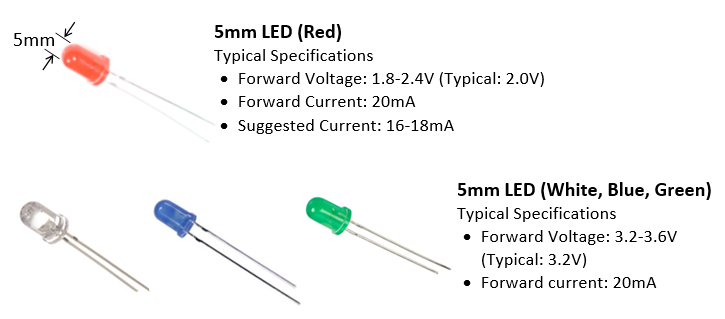 5mm
5mm LED (Red)
Typical Specifications
• Forward Voltage: 1.8-2.4V (Typical: 2.0V)
• Forward Current: 20mA
• Suggested Current: 16-18mA
5mm LED (White, Blue, Green)
Typical Specifications
• Forward Voltage: 3.2-3.6V
(Typical: 3.2V)
• Forward current: 20mA